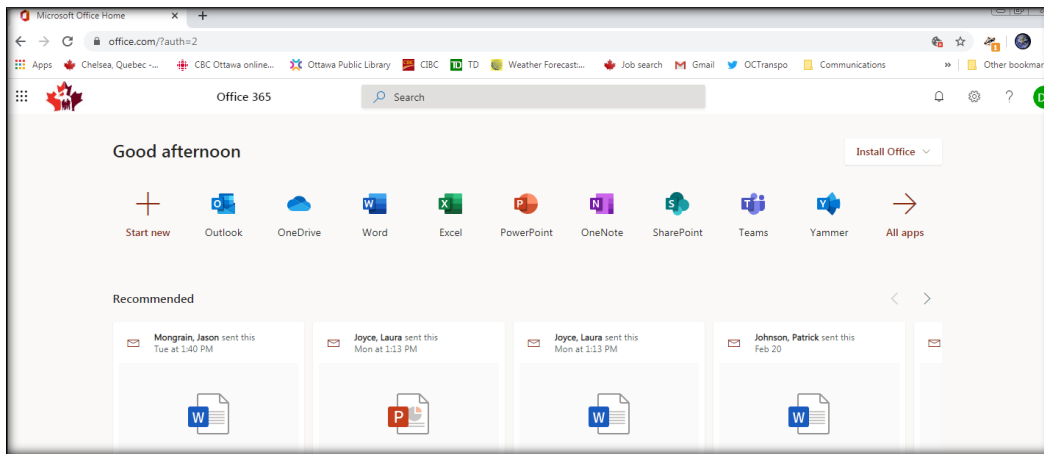 Microsoft Office Home
office.com/?auth=2
Apps Chelsea, Quebec -... CBC Ottawa online... Ottawa Public Library CIBC TD TD Weather Forecast:... Job search M Gmail OCTranspo Communications » Other bookmar
Office 365 Search ?
Good afternoon
Install Office
Start new Outlook OneDrive Word Excel PowerPoint OneNote SharePoint Teams Yammer All apps
Recommended
Mongrain, Jason sent this
Tue at 1:40 PM
Joyce, Laura sent this
Mon at 1:13 PM
Joyce, Laura sent this
Mon at 1:13 PM
Johnson, Patrick sent this
Feb 20
W P W W